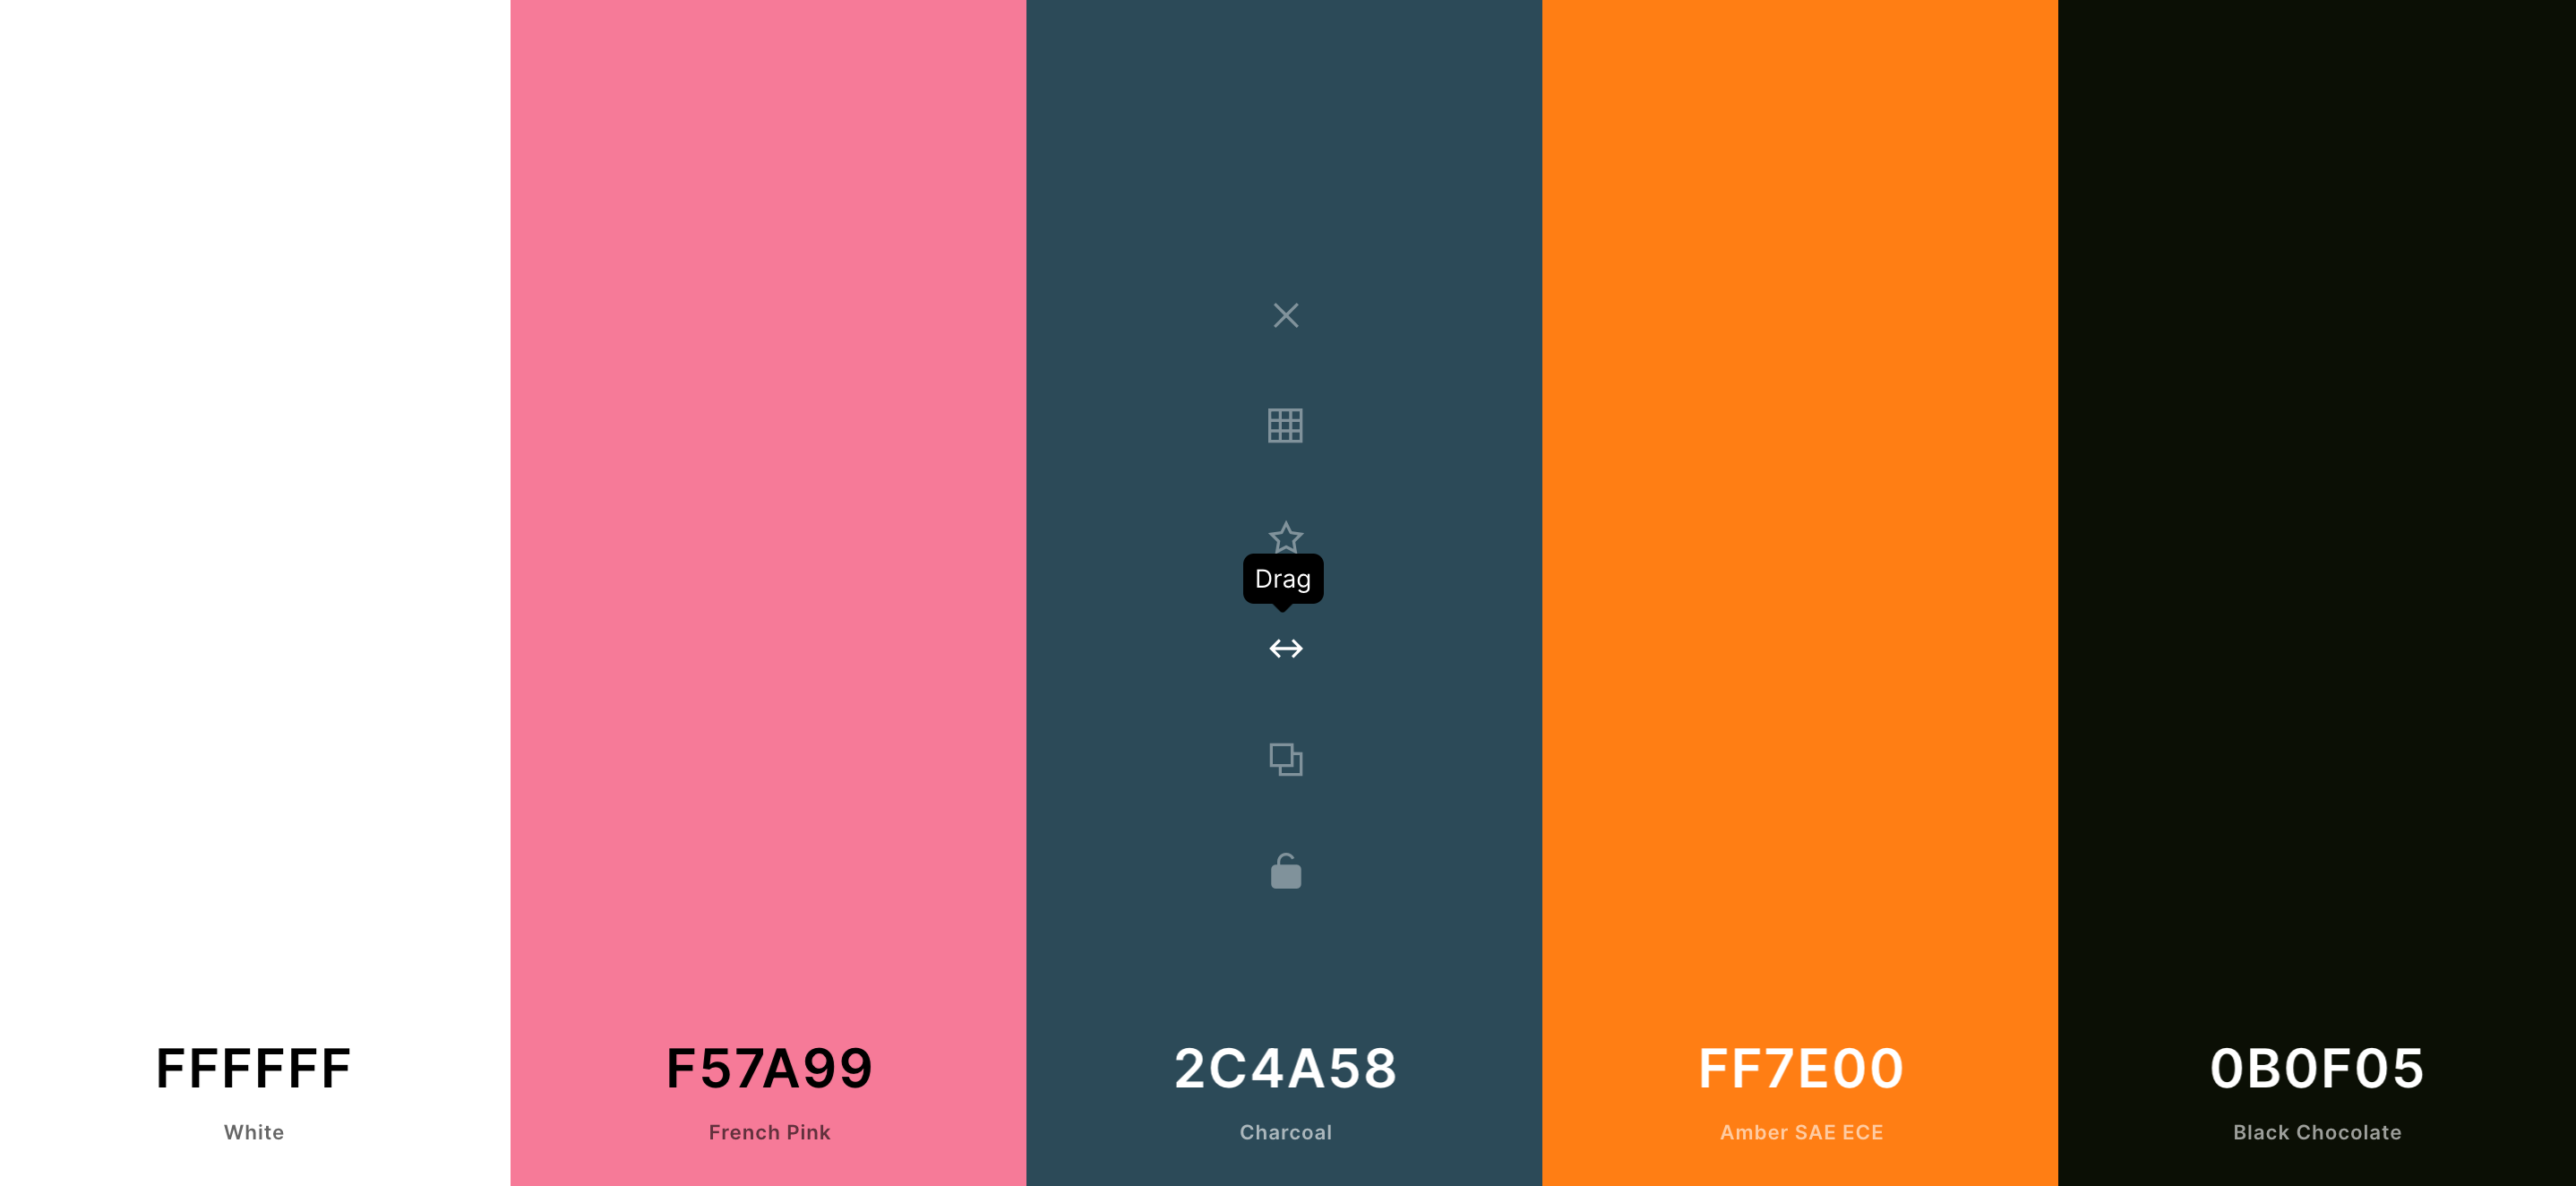 Drag
FFFFFF
White
F57A99
French Pink
2C4A58
Charcoal
FF7E00
Amber SAE ECE
0B0F05
Black Chocolate